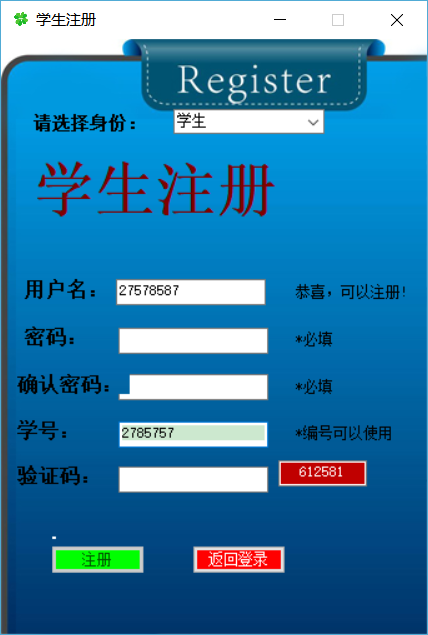 学生注册
Register
请选择身份： 学生
学生注册
用户名： 27578587 恭喜，可以注册!
密码： *必填
确认密码： *必填
学号： 2785757 *编号可以使用
验证码： 612581
注册 返回登录